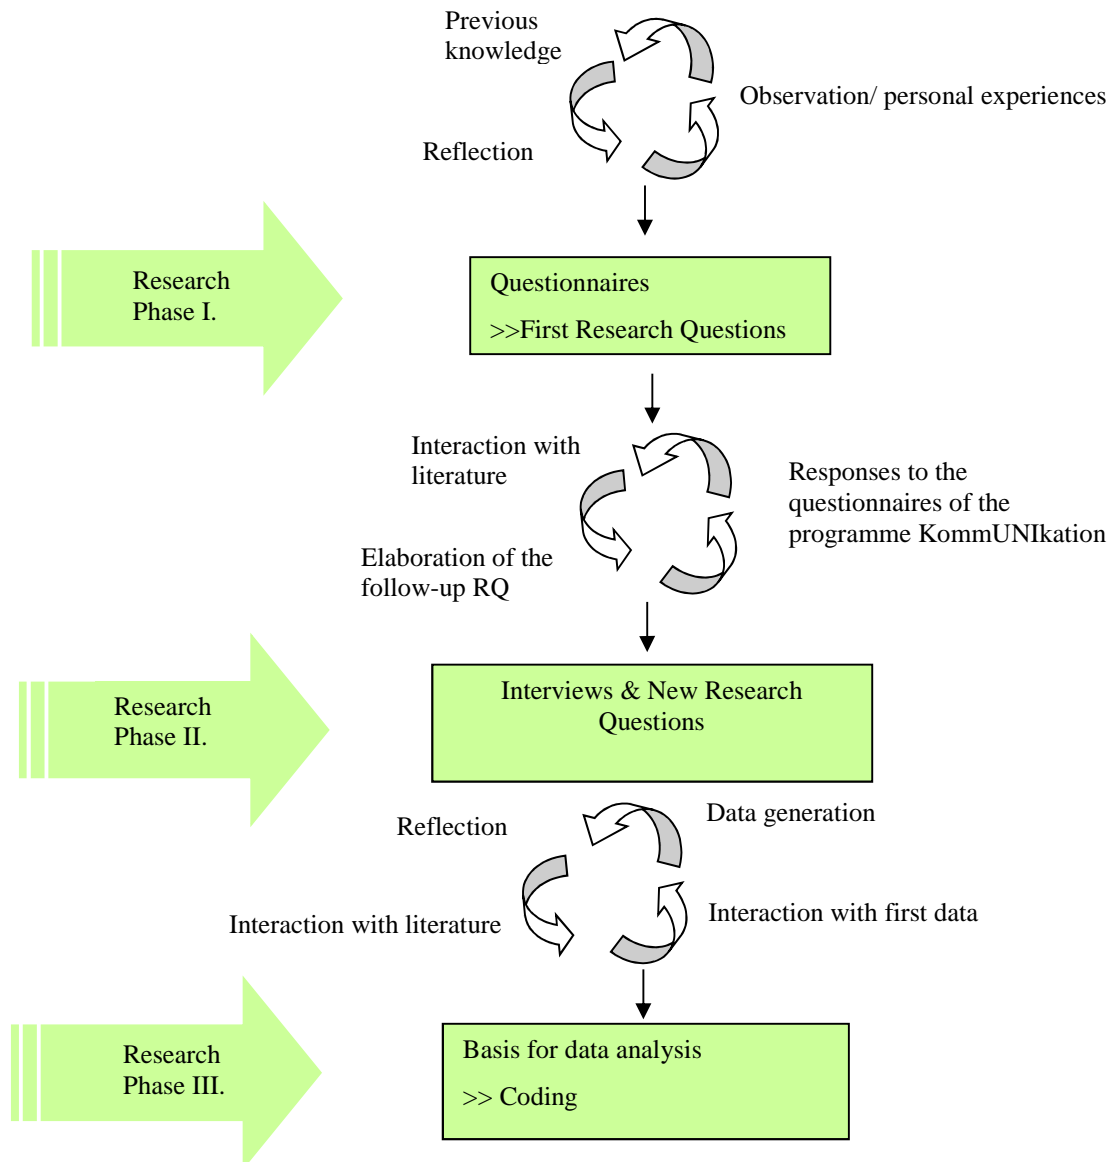 Previous
knowledge
Observation/ personal experiences
Reflection
Research
Phase I.
Questionnaires
>>First Research Questions
Interaction with
literature
Responses to the
questionnaires of the
programme KommUNIkation
Elaboration of the
follow-up RQ
Research
Phase II.
Interviews & New Research
Questions
Reflection
Data generation
Interaction with literature
Interaction with first data
Research
Phase III.
Basis for data analysis
>> Coding